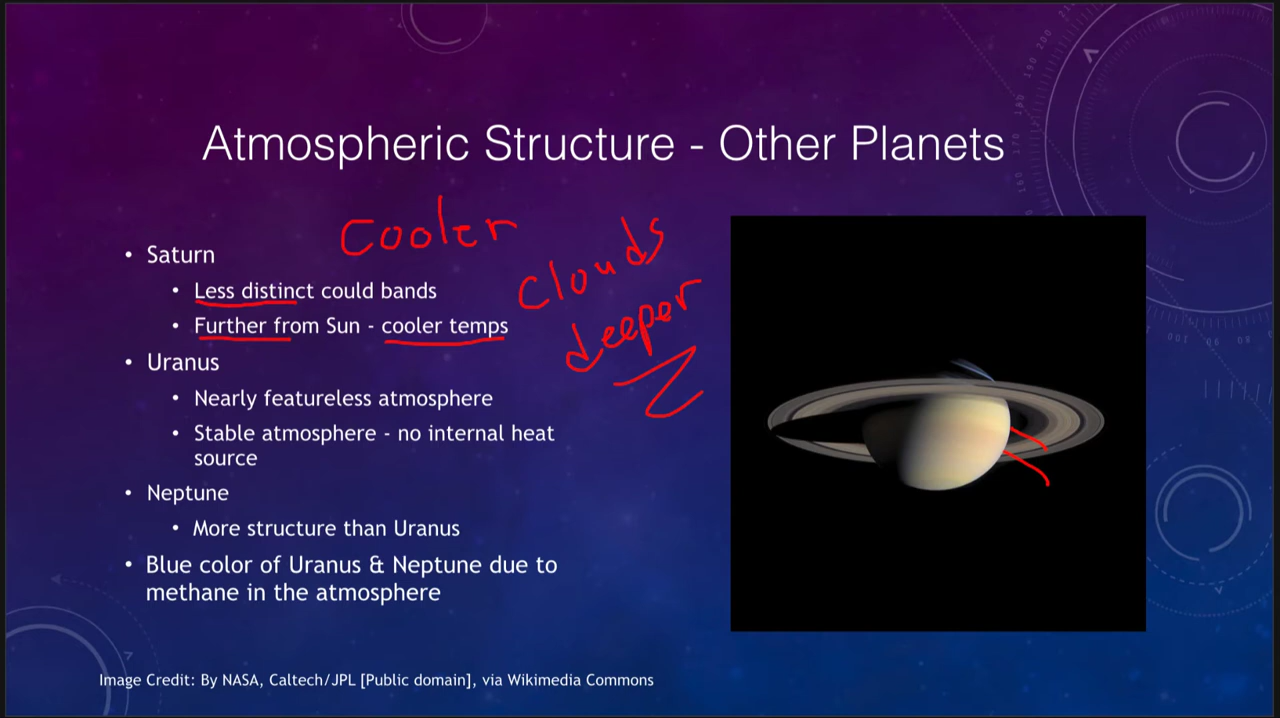 Atmospheric Structure - Other Planets
cooler
clouds
deeper
• Saturn
• Less distinct could bands
• Further from Sun - cooler temps
• Uranus
• Nearly featureless atmosphere
• Stable atmosphere - no internal heat
source
• Neptune
• More structure than Uranus
• Blue color of Uranus & Neptune due to
methane in the atmosphere
Image Credit: By NASA, Caltech/JPL [Public domain], via Wikimedia Commons